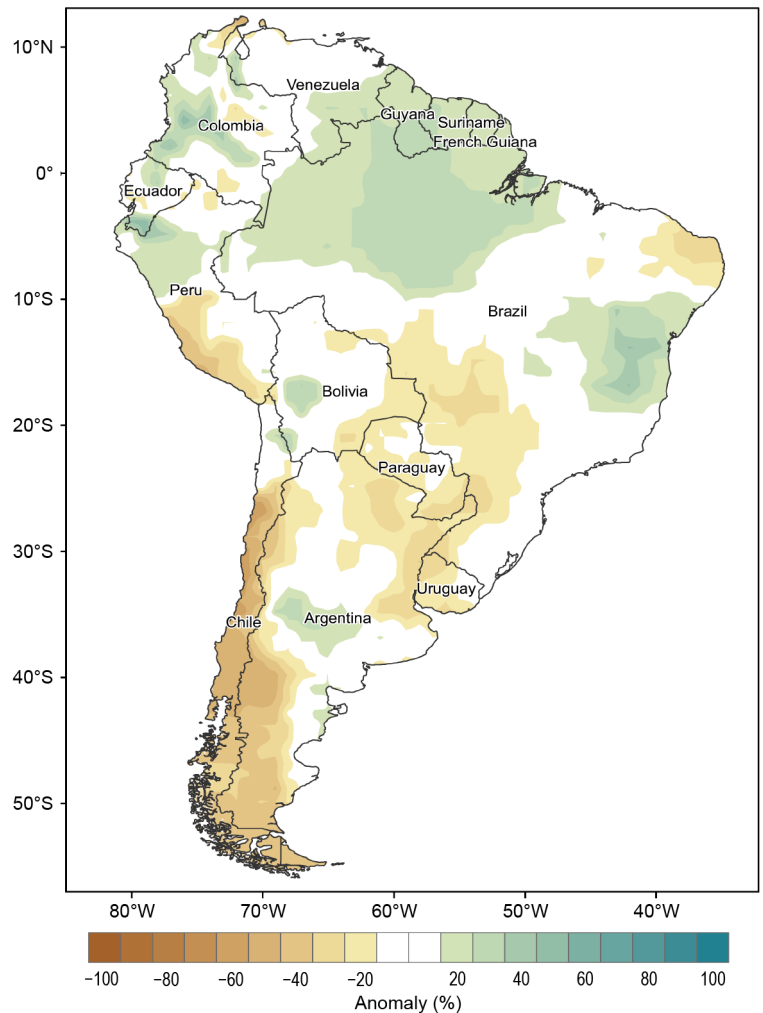 10°N
Venezuela
Guyana
Suriname
Colombia
French Guiana
0°
Ecuador
10°S
Peru
Brazil
Bolivia
20°S
Paraguay
30°S
Uruguay
Chile
Argentina
40°S
50°S
80°W 70°W 60°W 50°W 40°W
−100 −80 −60 −40 −20 20 40 60 80 100
Anomaly (%)